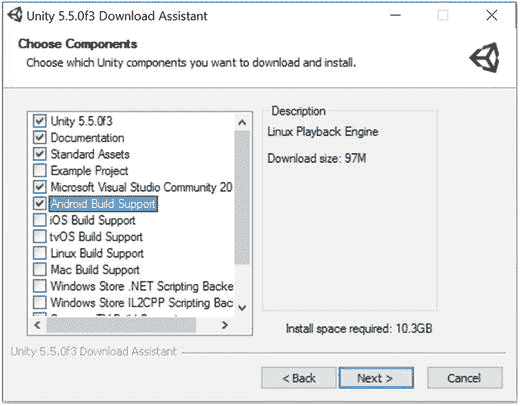 Unity 5.5.0f3 Download Assistant
Choose Components
Choose which Unity components you want to download and install.
Unity 5.5.0f3
Documentation
Standard Assets
Example Project
Microsoft Visual Studio Community 20
Android Build Support
iOS Build Support
tvOS Build Support
Linux Build Support
Mac Build Support
Windows Store .NET Scripting Backe
Windows Store IL2CPP Scripting Bac
Description
Linux Playback Engine
Download size: 97M
Install space required: 10.3GB
Unity 5.5.0f3 Download Assistant
< Back
Next >
Cancel